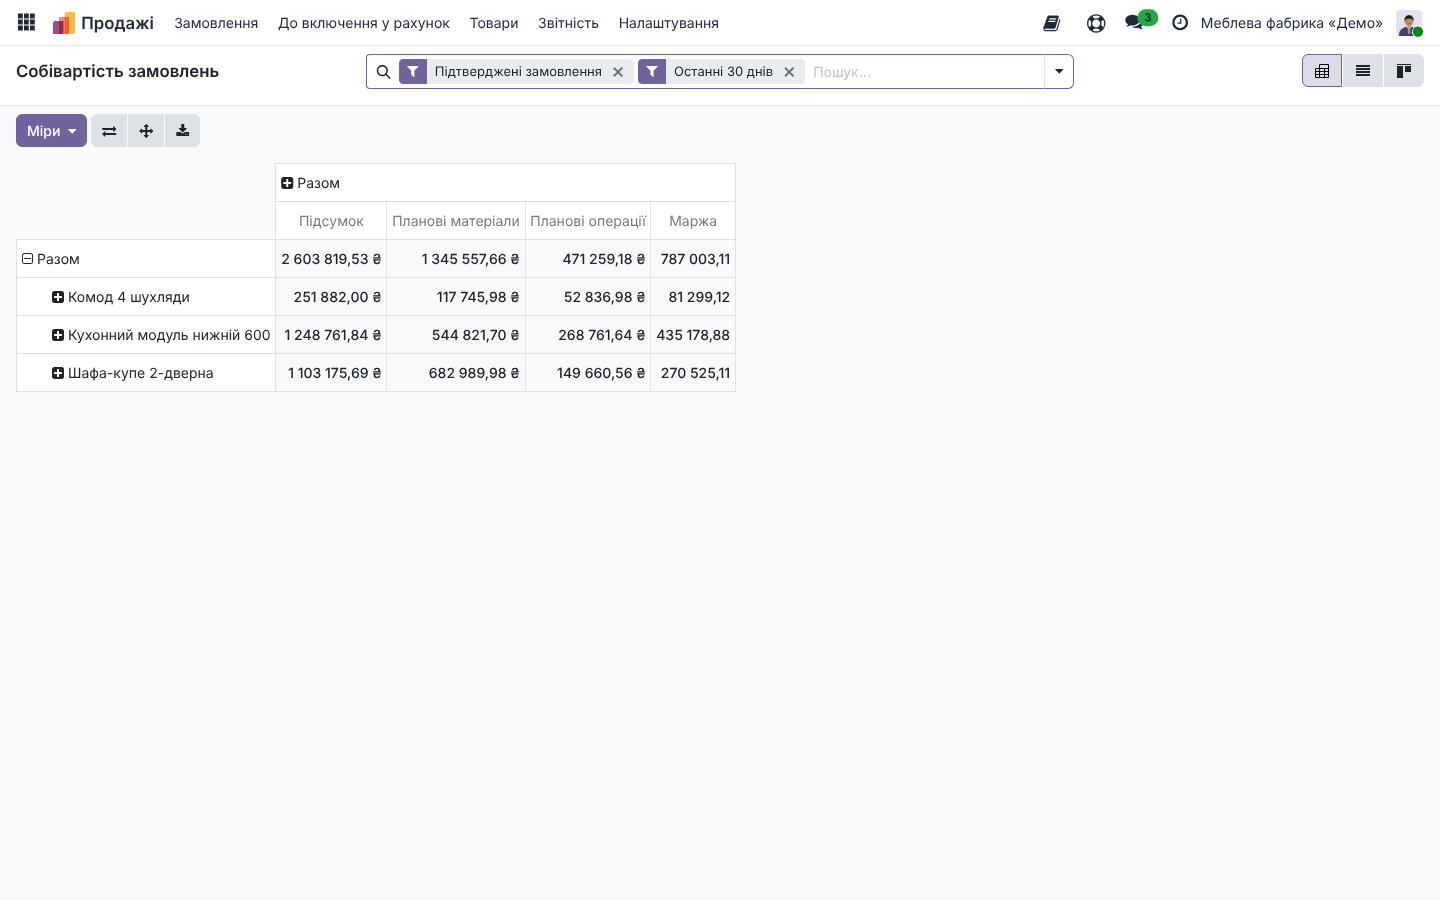 Продажі Замовлення До включення у рахунок Товари Звітність Налаштування 3 Меблева фабрика «Демо»
Собівартість замовлень Підтверджені замовлення Останні 30 днів Пошук...
Міри
Разом
Підсумок Планові матеріали Планові операції Маржа
Разом 2 603 819,53 ₴ 1 345 557,66 ₴ 471 259,18 ₴ 787 003,11
Комод 4 шухляди 251 882,00 ₴ 117 745,98 ₴ 52 836,98 ₴ 81 299,12
Кухонний модуль нижній 600 1 248 761,84 ₴ 544 821,70 ₴ 268 761,64 ₴ 435 178,88
Шафа-купе 2-дверна 1 103 175,69 ₴ 682 989,98 ₴ 149 660,56 ₴ 270 525,11